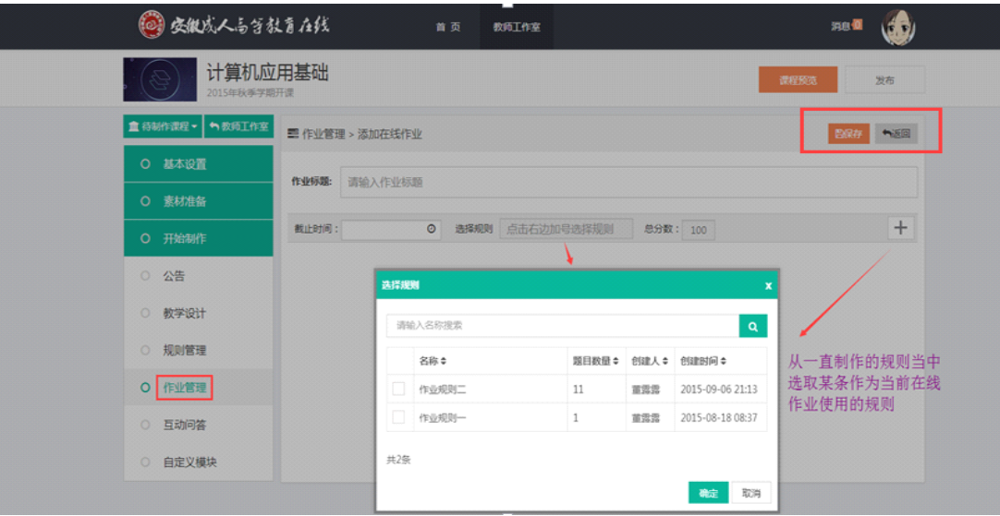 安徽成人高等教育在线
首 页
教师工作室
消息
计算机应用基础
2015年秋季学期开课
课程预览
发布
待制作课程
教师工作室
作业管理 > 添加在线作业
保存
返回
基本设置
素材准备
开始制作
公告
教学设计
规则管理
作业管理
互动问答
自定义模块
作业标题:
请输入作业标题
截止时间：
选择规则
点击右边加号选择规则
总分数：
100
选择规则
x
请输入名称搜索
名称
题目数量
创建人
创建时间
作业规则二
11
董露露
2015-09-06 21:13
作业规则一
1
董露露
2015-08-18 08:37
共2条
确定
取消
从一直制作的规则当中
选取某条作为当前在线
作业使用的规则